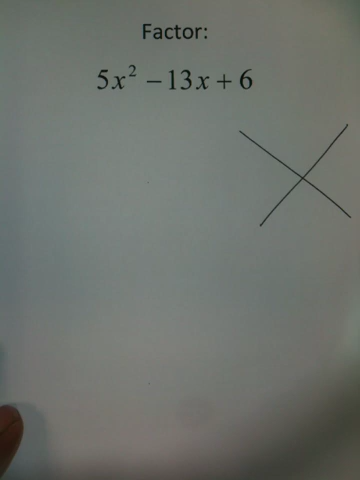 Factor:
5x² − 13x + 6